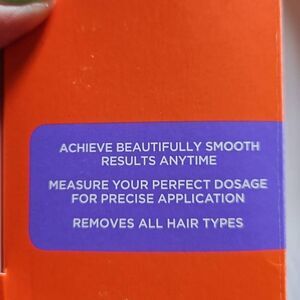 ACHIEVE BEAUTIFULLY SMOOTH
RESULTS ANYTIME
MEASURE YOUR PERFECT DOSAGE
FOR PRECISE APPLICATION
REMOVES ALL HAIR TYPES